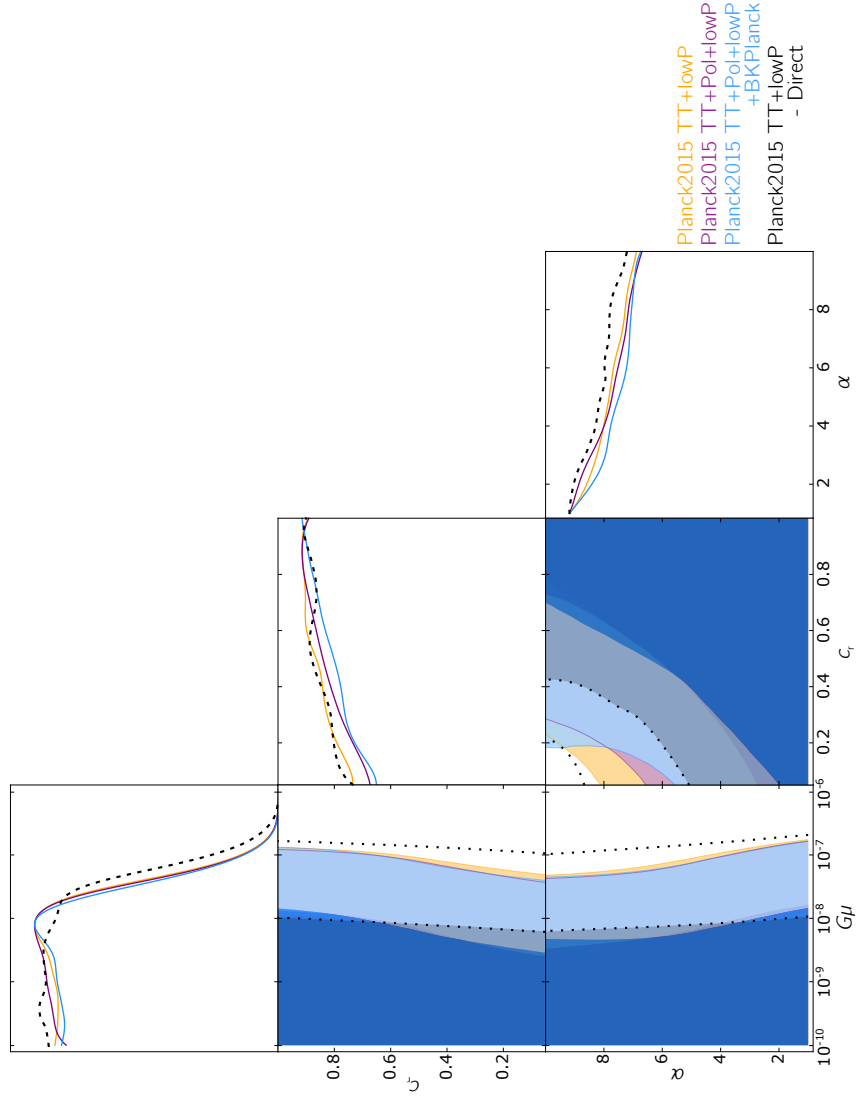 Planck2015 TT+lowP
Planck2015 TT+Pol+lowP
Planck2015 TT+Pol+lowP
+BKPlanck
Planck2015 TT+lowP
- Direct
0.8
0.6
0.4
0.2
c_r
8
6
4
2
α
10^-10
10^-9
10^-8
10^-7
10^-6
Gμ
0.2
0.4
0.6
0.8
c_r
2
4
6
8
α